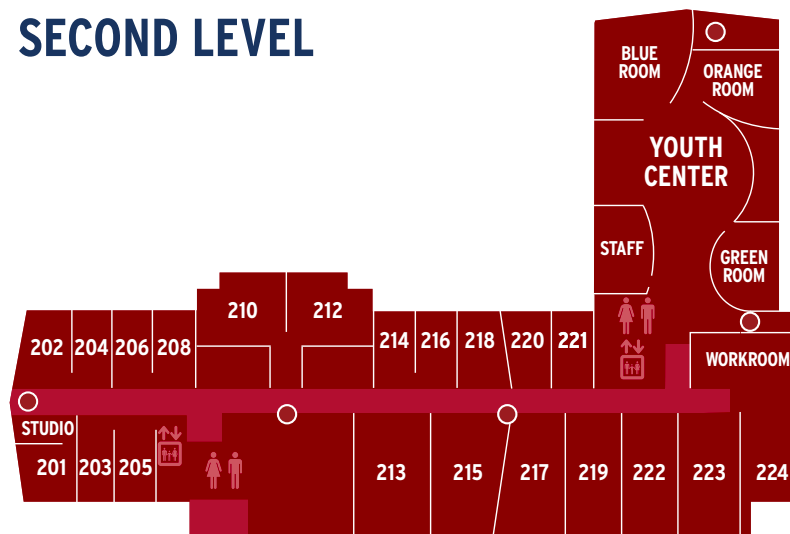 SECOND LEVEL
BLUE
ROOM
ORANGE
ROOM
YOUTH
CENTER
STAFF
GREEN
ROOM
210
212
202
204
206
208
214
216
218
220
221
WORKROOM
STUDIO
201
203
205
213
215
217
219
222
223
224